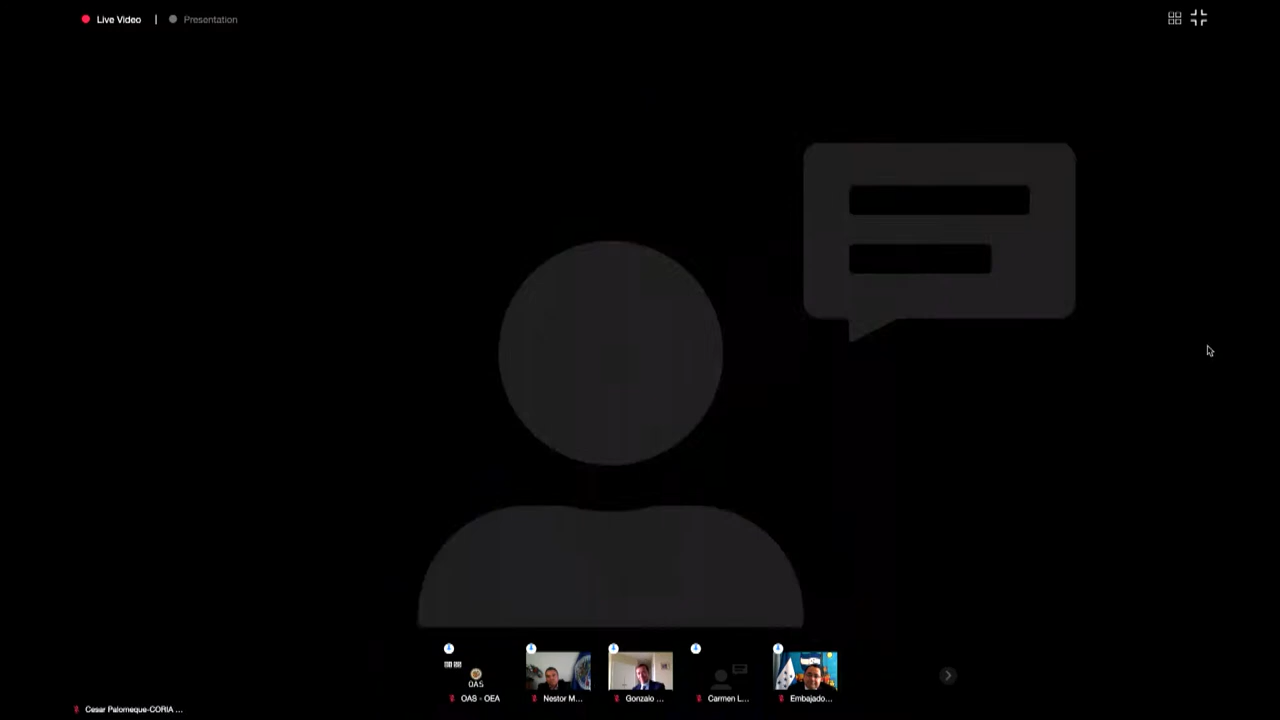 Live Video | Presentation
OAS
OAS - OEA
Nestor M...
Gonzalo ...
Carmen L...
Embajado...
Cesar Palomeque-CORIA ...